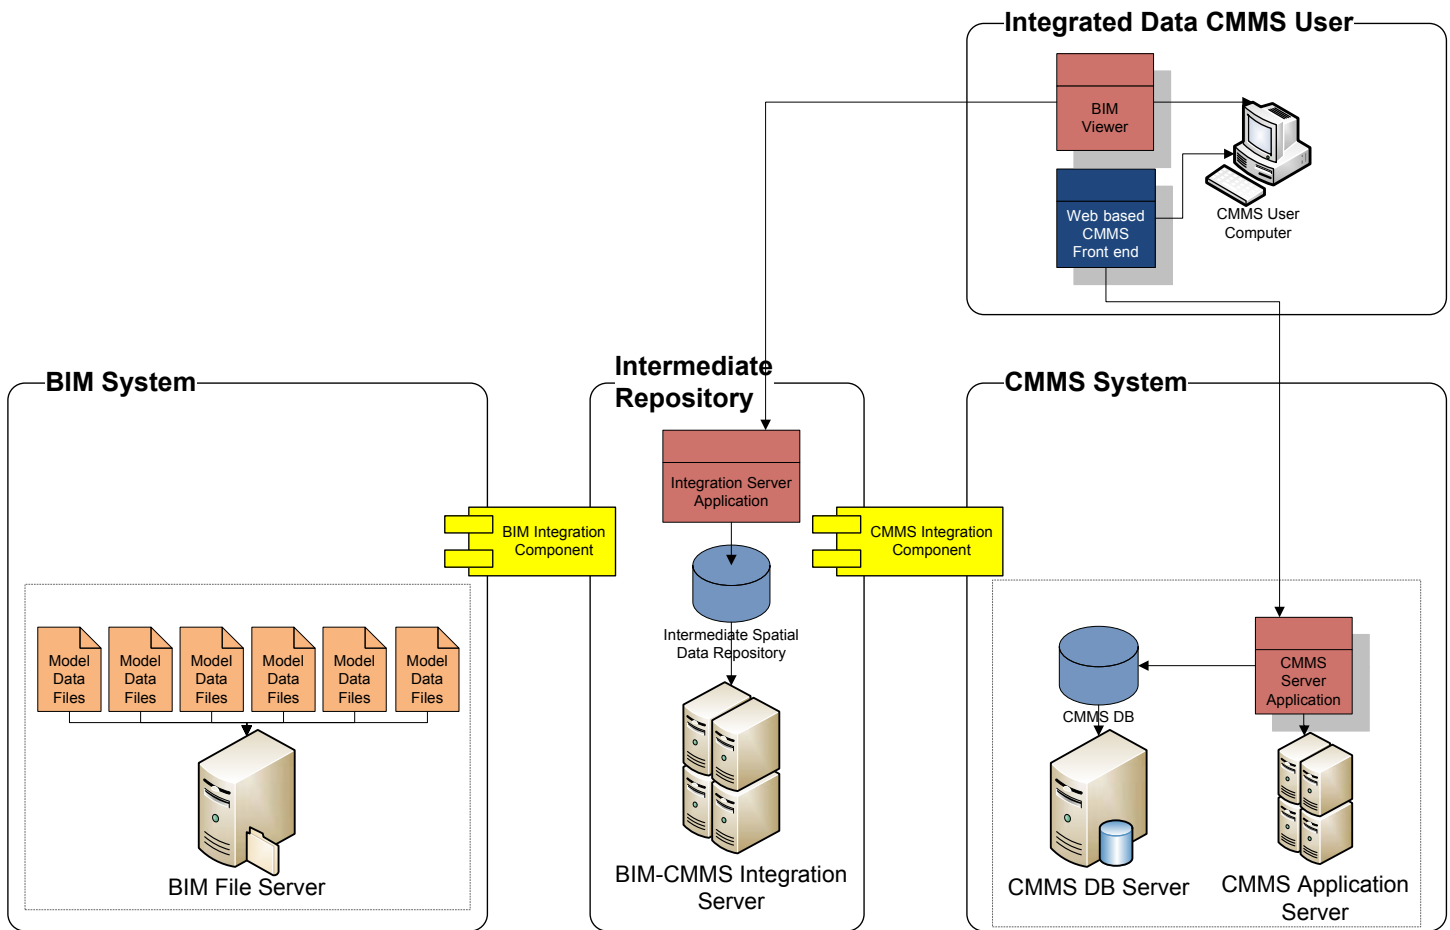 Integrated Data CMMS User
BIM
Viewer
Web based
CMMS
Front end
CMMS User
Computer
BIM System
Intermediate
Repository
CMMS System
Integration Server
Application
BIM Integration
Component
CMMS Integration
Component
Intermediate Spatial
Data Repository
Model
Data
Files
Model
Data
Files
Model
Data
Files
Model
Data
Files
Model
Data
Files
Model
Data
Files
CMMS
Server
Application
CMMS DB
BIM File Server
BIM-CMMS Integration
Server
CMMS DB Server
CMMS Application
Server